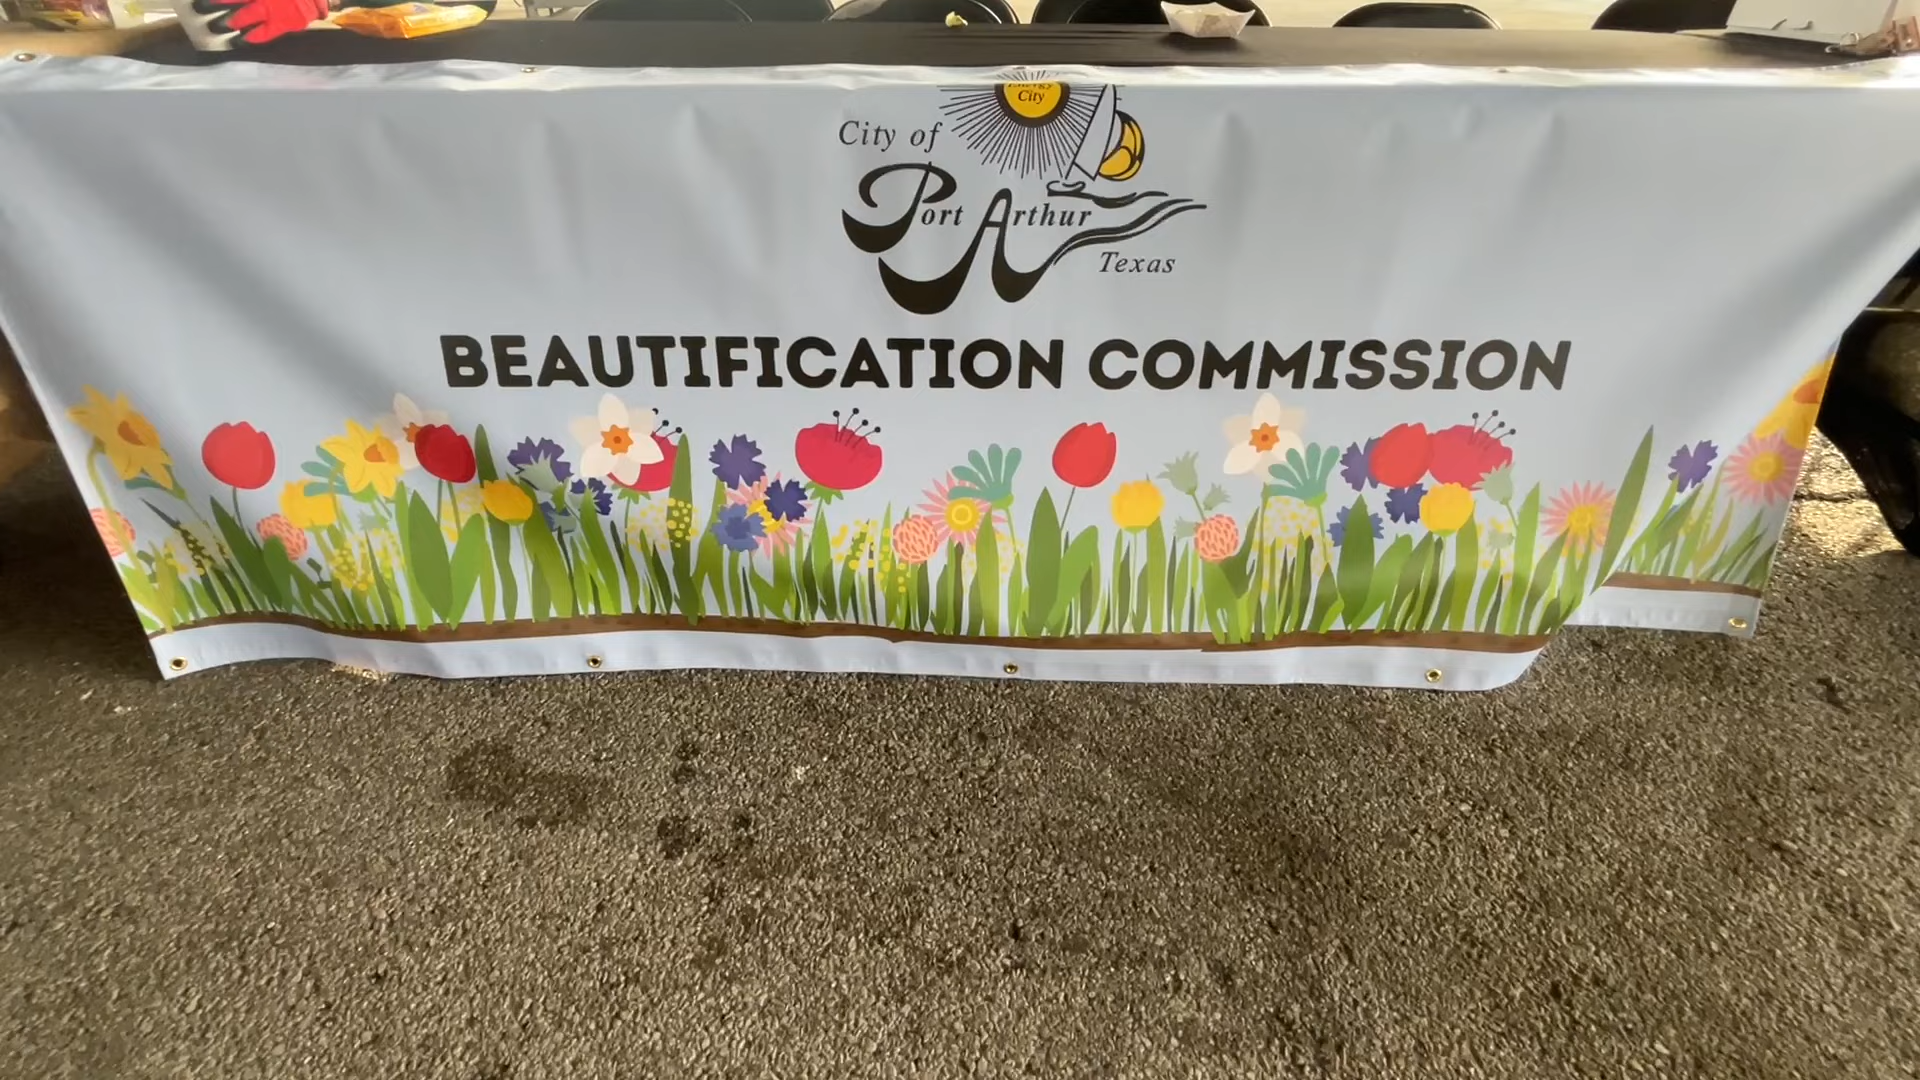 Energy
City
City of
Port Arthur
Texas
BEAUTIFICATION COMMISSION